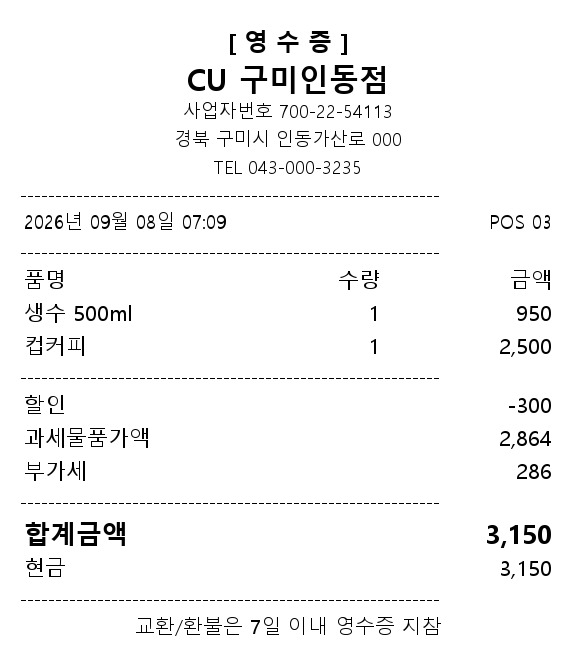 [ 영 수 증 ]
CU 구미인동점
사업자번호 700-22-54113
경북 구미시 인동가산로 000
TEL 043-000-3235
2026년 09월 08일 07:09 POS 03
품명 수량 금액
생수 500ml 1 950
컵커피 1 2,500
할인 -300
과세물품가액 2,864
부가세 286
합계금액 3,150
현금 3,150
교환/환불은 7일 이내 영수증 지참